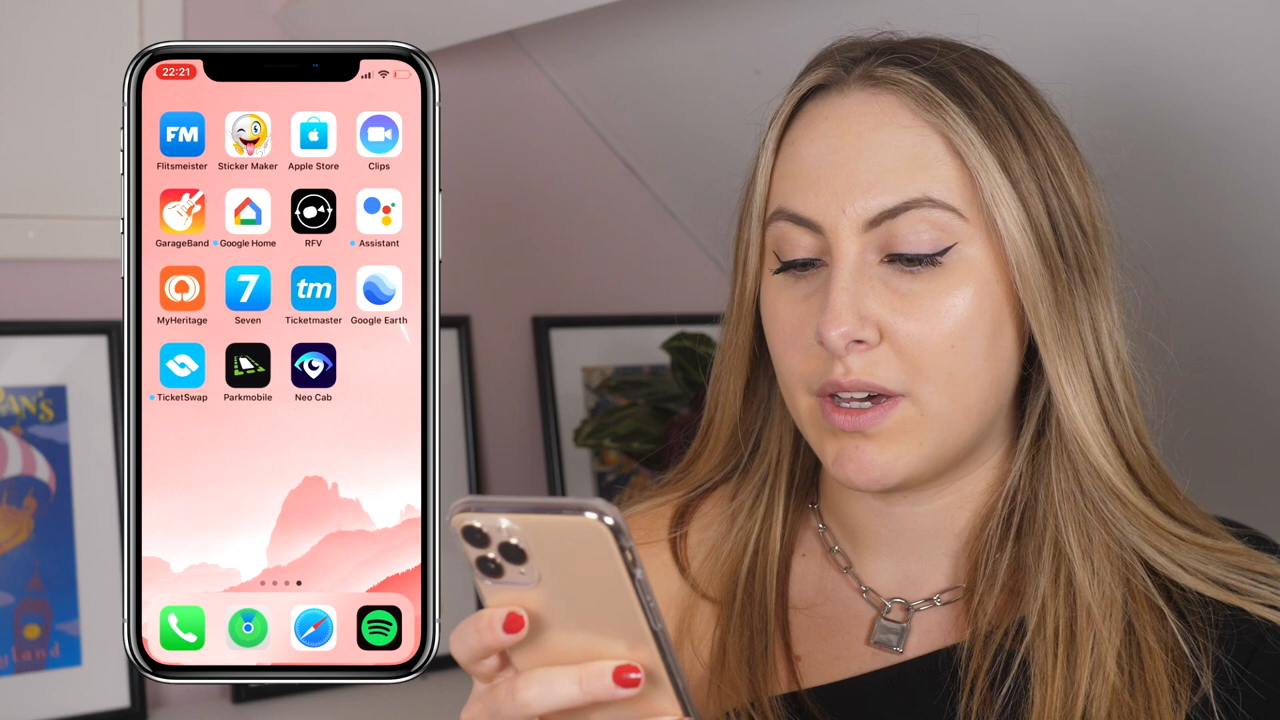 22:21
FM
Flitsmeister Sticker Maker Apple Store Clips
GarageBand Google Home RFV Assistant
7 tm
MyHeritage Seven Ticketmaster Google Earth
TicketSwap Parkmobile Neo Cab
PAN'S